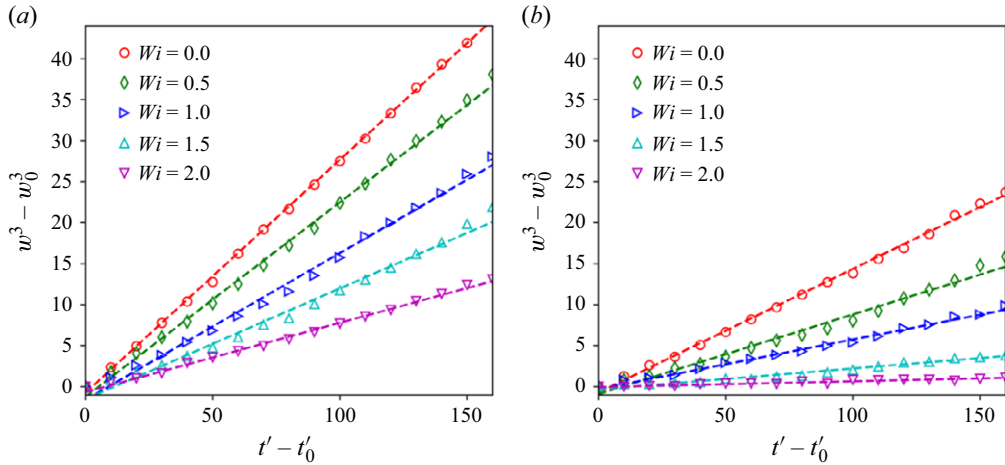 (a)
40
35
30
25
20
15
10
5
0
w³ − w₀³
Wi = 0.0
Wi = 0.5
Wi = 1.0
Wi = 1.5
Wi = 2.0
0 50 100 150
t′ − t′₀
(b)
40
35
30
25
20
15
10
5
0
w³ − w₀³
Wi = 0.0
Wi = 0.5
Wi = 1.0
Wi = 1.5
Wi = 2.0
0 50 100 150
t′ − t′₀